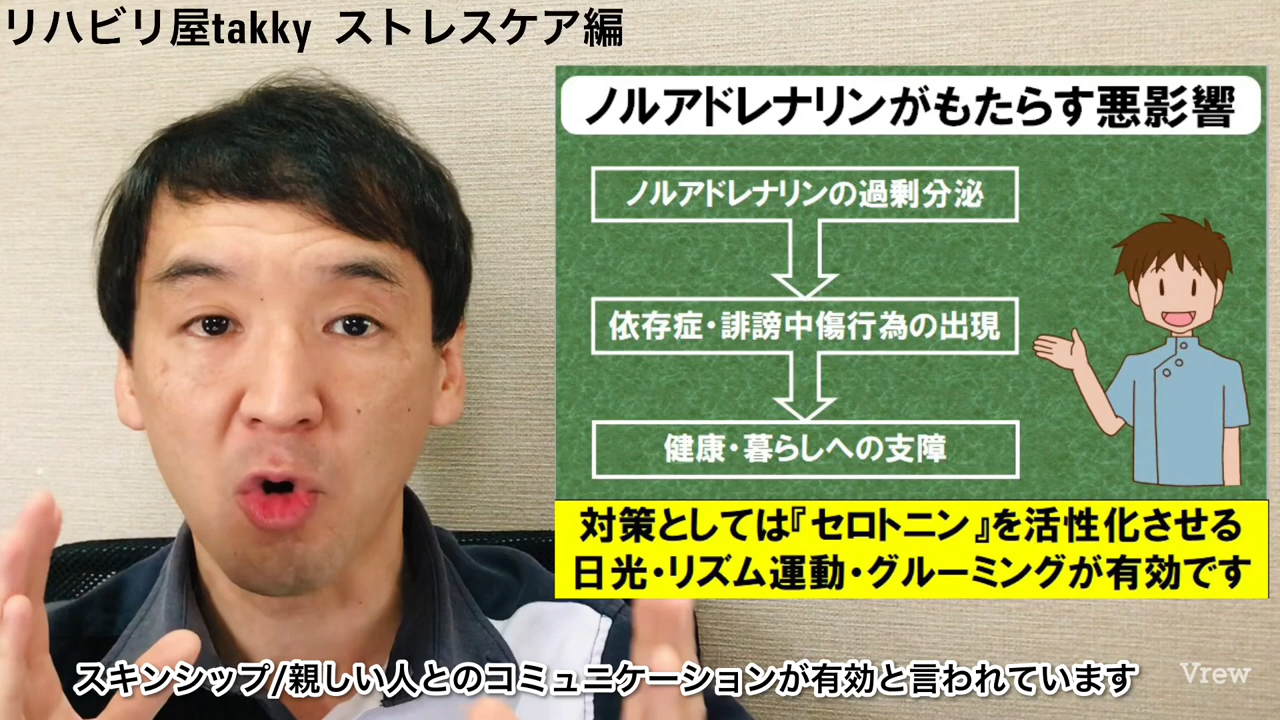 リハビリ屋takky ストレスケア編
ノルアドレナリンがもたらす悪影響
ノルアドレナリンの過剰分泌
依存症・誹謗中傷行為の出現
健康・暮らしへの支障
対策としては『セロトニン』を活性化させる
日光・リズム運動・グルーミングが有効です
スキンシップ/親しい人とのコミュニケーションが有効と言われています
Vrew